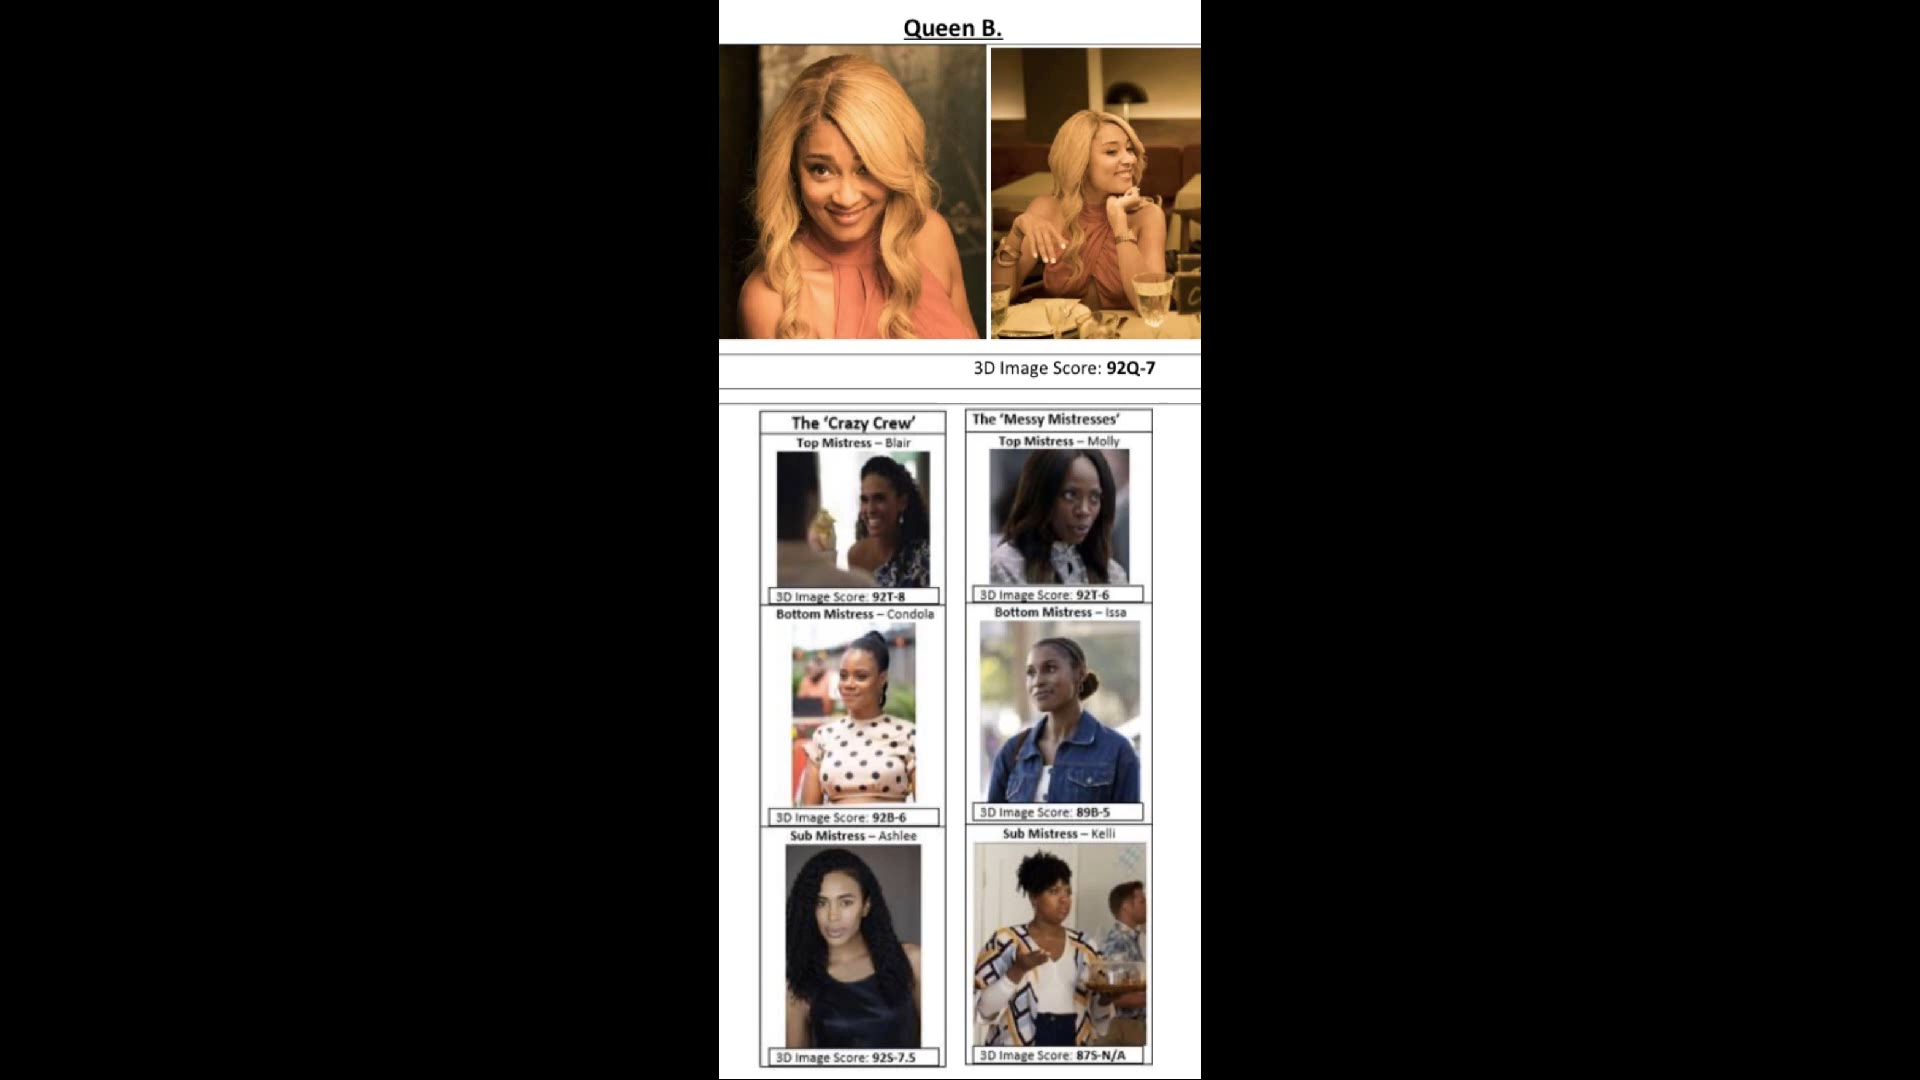 Queen B.
3D Image Score: 92Q-7
The ‘Crazy Crew’
Top Mistress – Blair
3D Image Score: 92T-8
Bottom Mistress – Condola
3D Image Score: 92B-6
Sub Mistress – Ashlee
3D Image Score: 92S-7.5
The ‘Messy Mistresses’
Top Mistress – Molly
3D Image Score: 92T-6
Bottom Mistress – Issa
3D Image Score: 89B-5
Sub Mistress – Kelli
3D Image Score: 87S-N/A